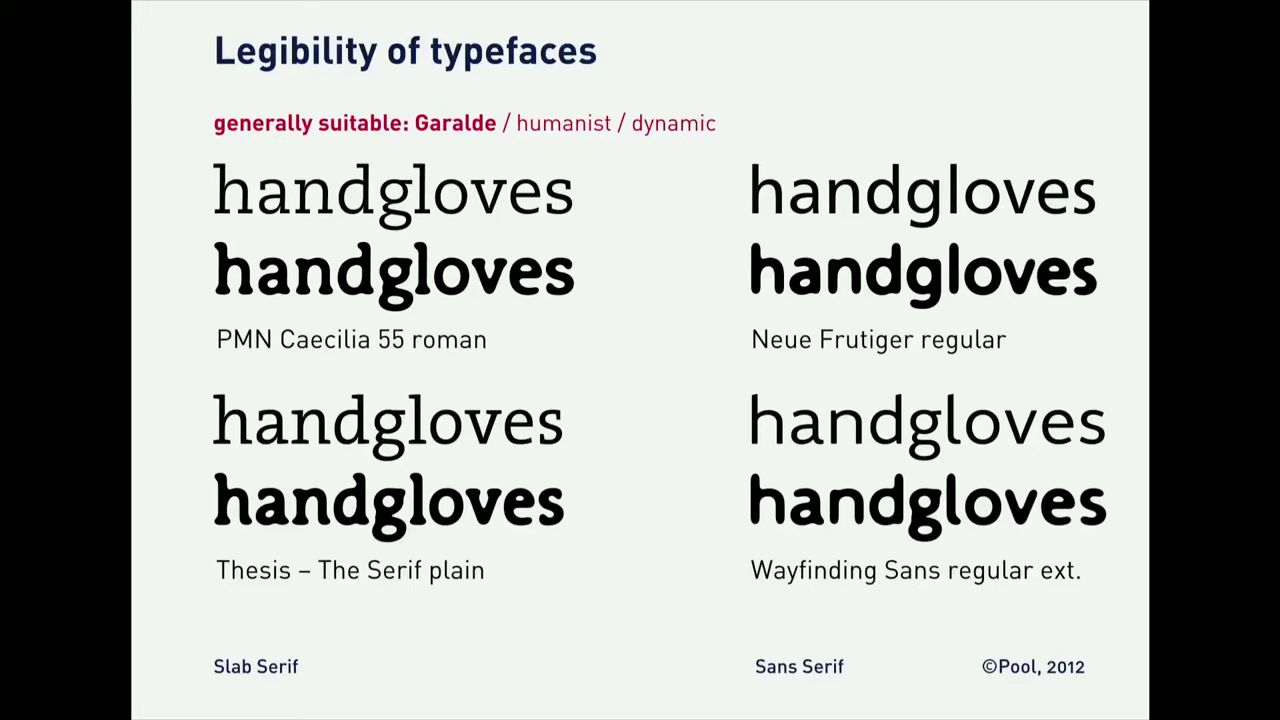 Legibility of typefaces
generally suitable: Garalde / humanist / dynamic
handgloves
handgloves
PMN Caecilia 55 roman
handgloves
handgloves
Neue Frutiger regular
handgloves
handgloves
Thesis – The Serif plain
handgloves
handgloves
Wayfinding Sans regular ext.
Slab Serif
Sans Serif
©Pool, 2012